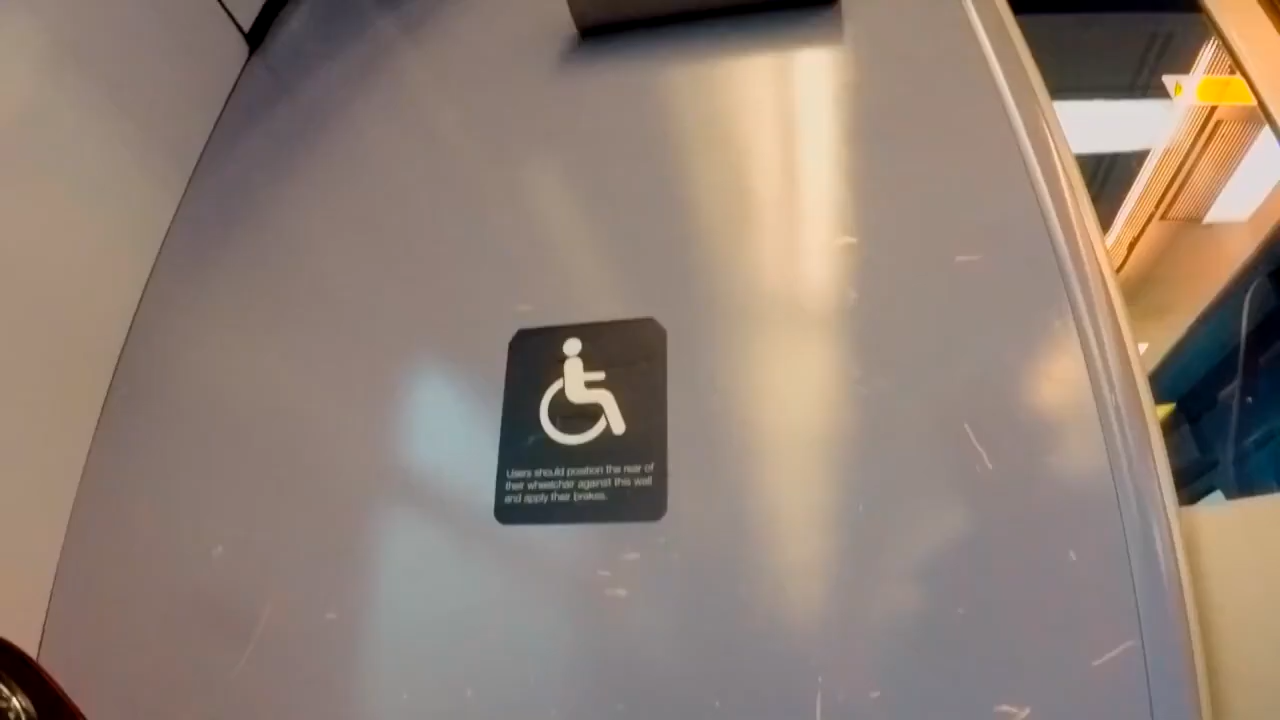 Users should position the rear of
their wheelchair against this wall
and apply their brakes.